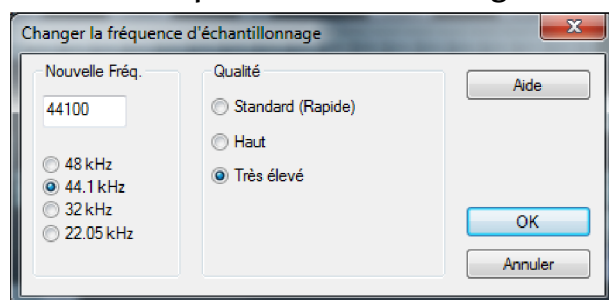 Changer la fréquence d'échantillonnage
Nouvelle Fréq.
44100
48 kHz
44.1 kHz
32 kHz
22.05 kHz
Qualité
Standard (Rapide)
Haut
Très élevé
Aide
OK
Annuler